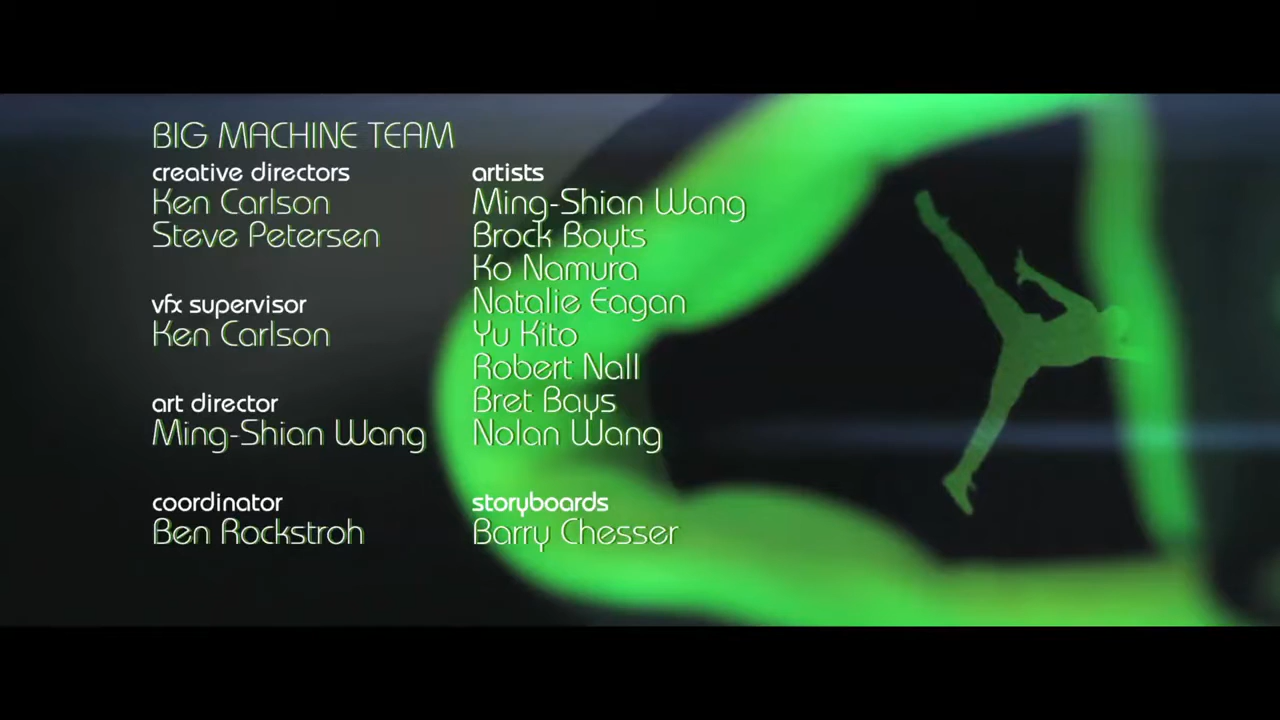 BIG MACHINE TEAM
creative directors
Ken Carlson
Steve Petersen
vfx supervisor
Ken Carlson
art director
Ming-Shian Wang
coordinator
Ben Rockstroh
artists
Ming-Shian Wang
Brock Boyts
Ko Namura
Natalie Eagan
Yu Kito
Robert Nall
Bret Bays
Nolan Wang
storyboards
Barry Chesser